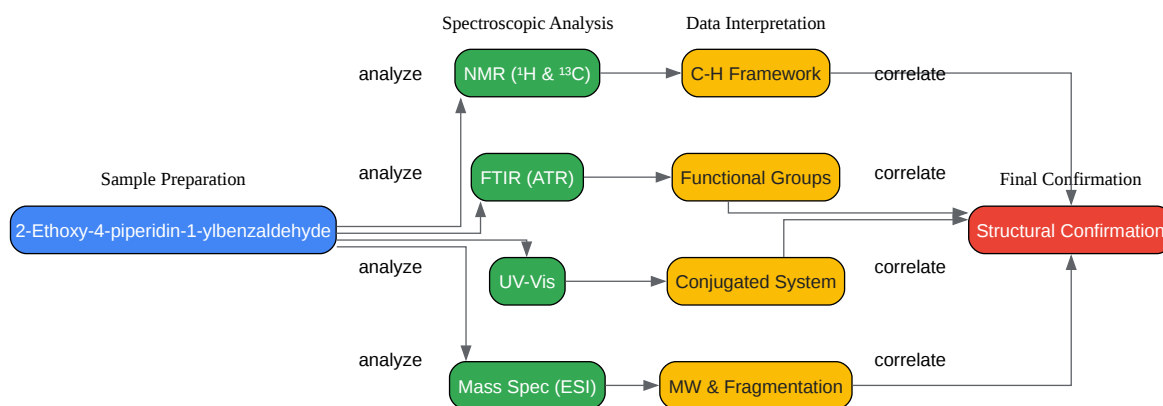 Spectroscopic Analysis
Data Interpretation
analyze
NMR (¹H & ¹³C)
C-H Framework
correlate
Sample Preparation
analyze
FTIR (ATR)
Functional Groups
correlate
Final Confirmation
2-Ethoxy-4-piperidin-1-ylbenzaldehyde
Structural Confirmation
analyze
UV-Vis
Conjugated System
correlate
analyze
Mass Spec (ESI)
MW & Fragmentation
correlate